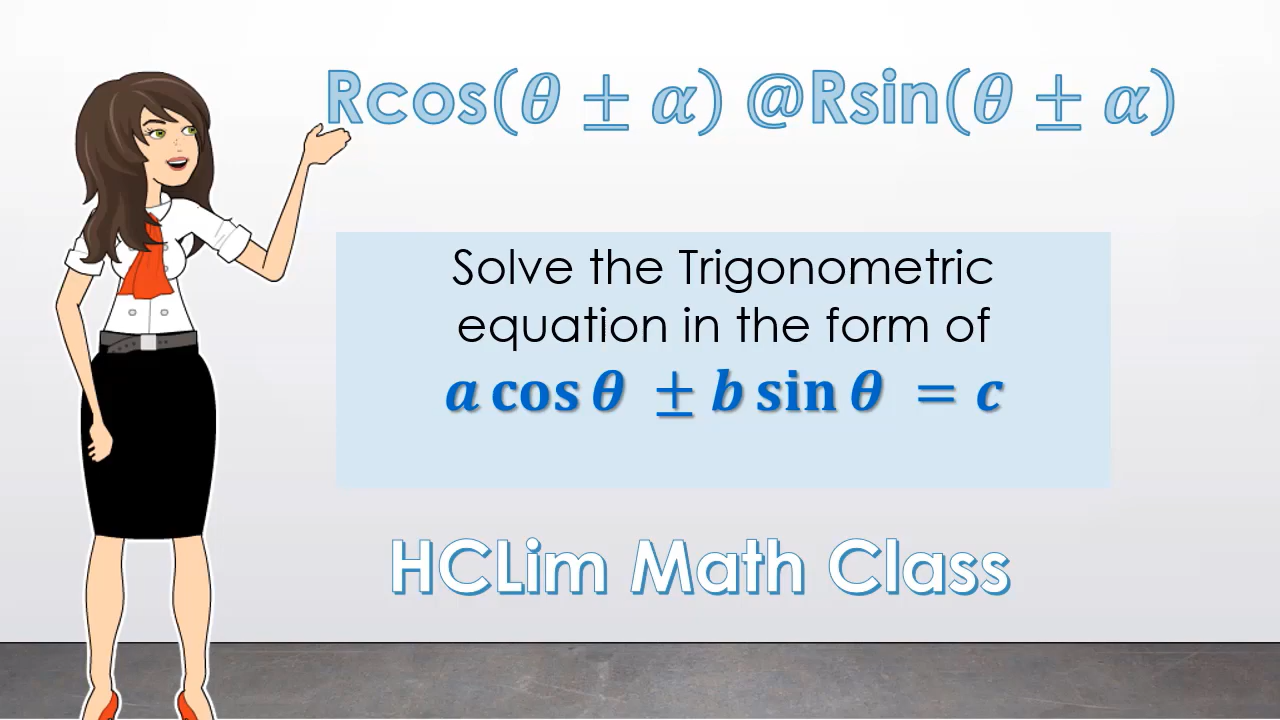 Rcos(θ ± α) @Rsin(θ ± α)
Solve the Trigonometric
equation in the form of
a cos θ ± b sin θ = c
HCLim Math Class